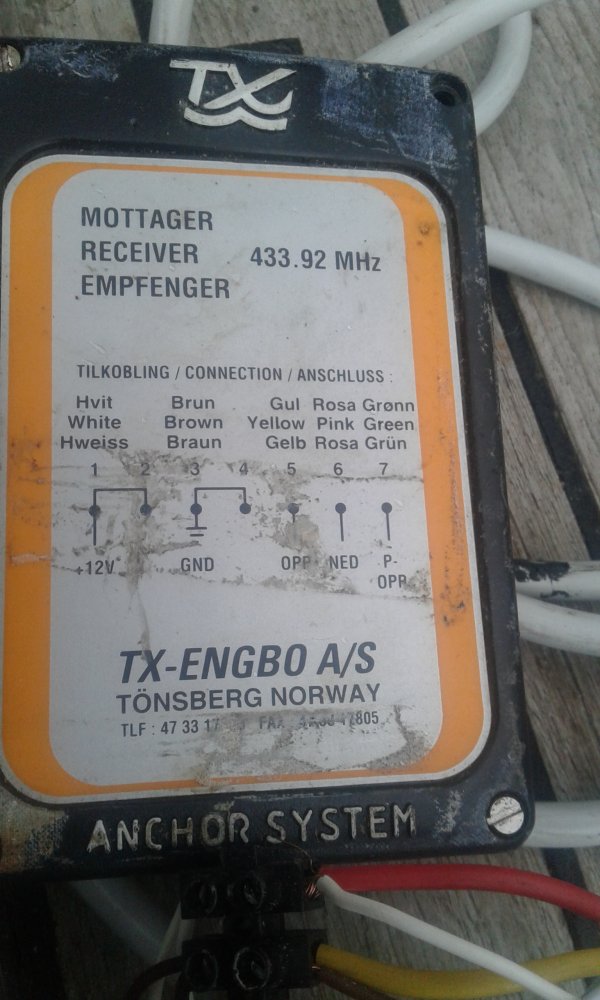 TX
MOTTAGER
RECEIVER 433.92 MHz
EMPFENGER
TILKOBLING / CONNECTION / ANSCHLUSS :
Hvit Brun Gul Rosa Grønn
White Brown Yellow Pink Green
Hweiss Braun Gelb Rosa Grün
1 2 3 4 5 6 7
+12V GND OPP NED P-
OPP
TX-ENGBO A/S
TÖNSBERG NORWAY
TLF : 47 33 FAX
ANCHOR SYSTEM